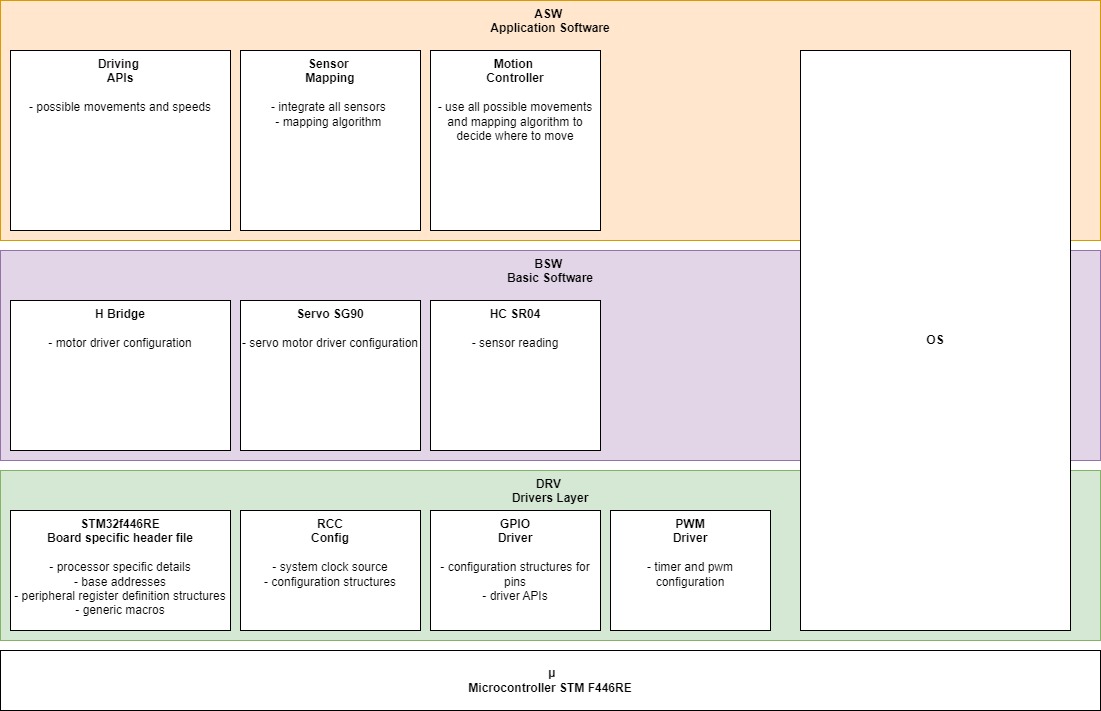 ASW
Application Software
Driving
APIs
- possible movements and speeds
Sensor
Mapping
- integrate all sensors
- mapping algorithm
Motion
Controller
- use all possible movements
and mapping algorithm to
decide where to move
OS
BSW
Basic Software
H Bridge
- motor driver configuration
Servo SG90
- servo motor driver configuration
HC SR04
- sensor reading
DRV
Drivers Layer
STM32f446RE
Board specific header file
- processor specific details
- base addresses
- peripheral register definition structures
- generic macros
RCC
Config
- system clock source
- configuration structures
GPIO
Driver
- configuration structures for
pins
- driver APIs
PWM
Driver
- timer and pwm
configuration
µ
Microcontroller STM F446RE